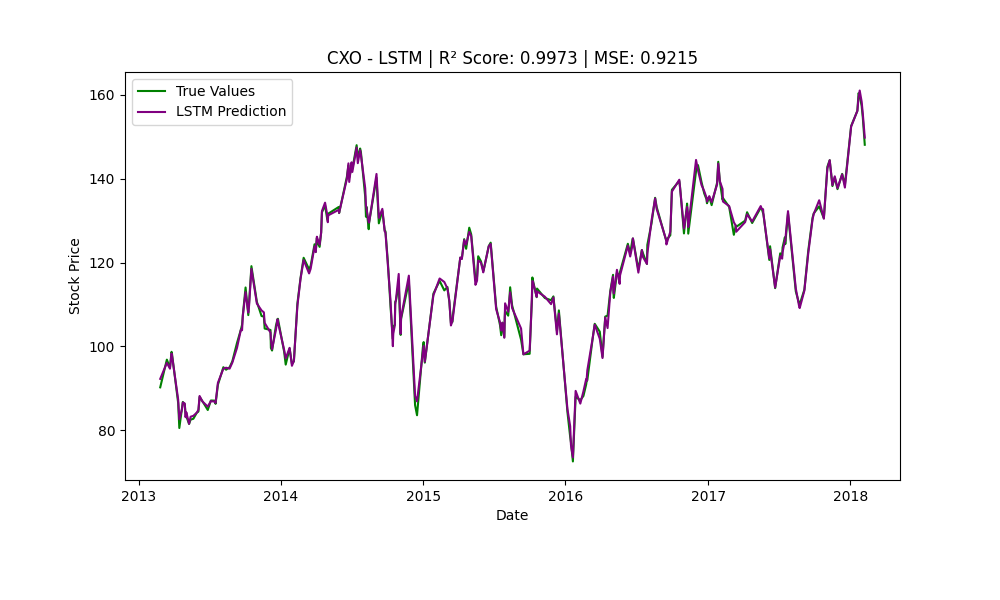 CXO - LSTM | R² Score: 0.9973 | MSE: 0.9215
True Values
LSTM Prediction
160
140
120
100
80
Stock Price
2013 2014 2015 2016 2017 2018
Date